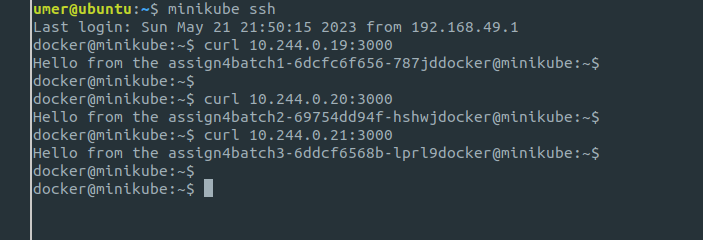 umer@ubuntu:~$ minikube ssh
Last login: Sun May 21 21:50:15 2023 from 192.168.49.1
docker@minikube:~$ curl 10.244.0.19:3000
Hello from the assign4batch1-6dcfc6f656-787jddocker@minikube:~$
docker@minikube:~$
docker@minikube:~$ curl 10.244.0.20:3000
Hello from the assign4batch2-69754dd94f-hshwjdocker@minikube:~$
docker@minikube:~$ curl 10.244.0.21:3000
Hello from the assign4batch3-6ddcf6568b-lprl9docker@minikube:~$
docker@minikube:~$
docker@minikube:~$